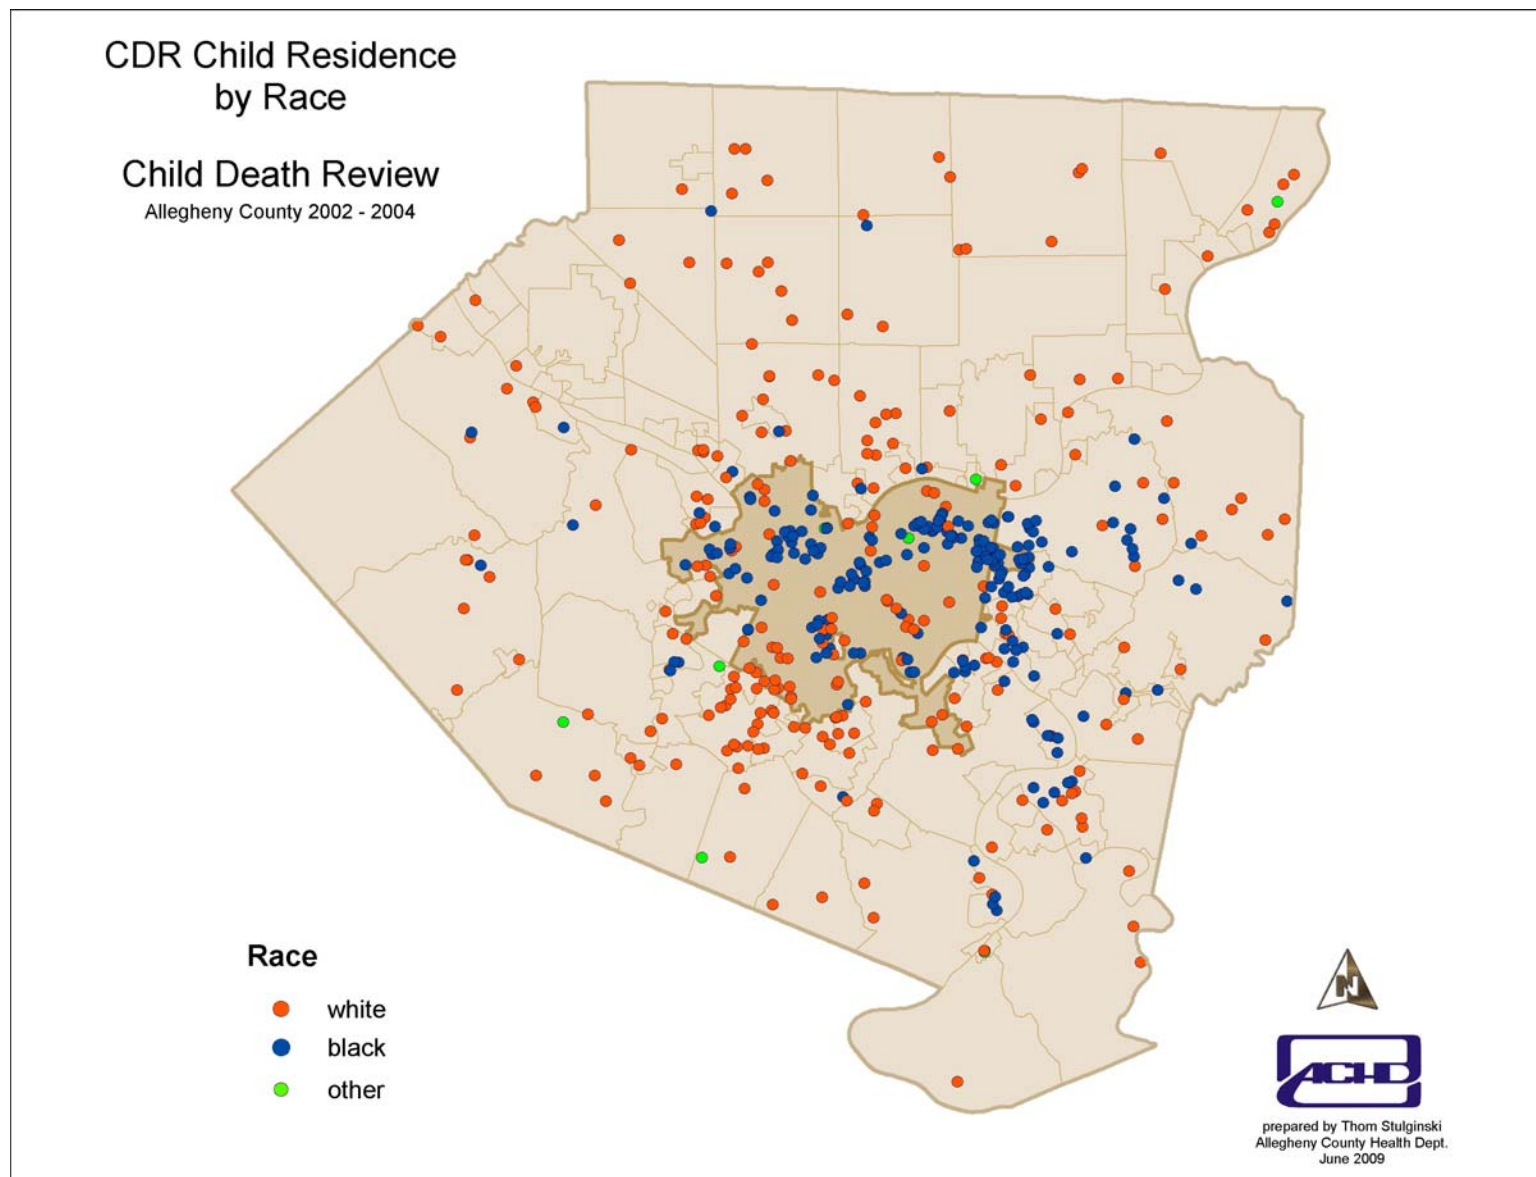 CDR Child Residence
by Race
Child Death Review
Allegheny County 2002 - 2004
Race
white
black
other
N
ACHD
prepared by Thom Stulginski
Allegheny County Health Dept.
June 2009